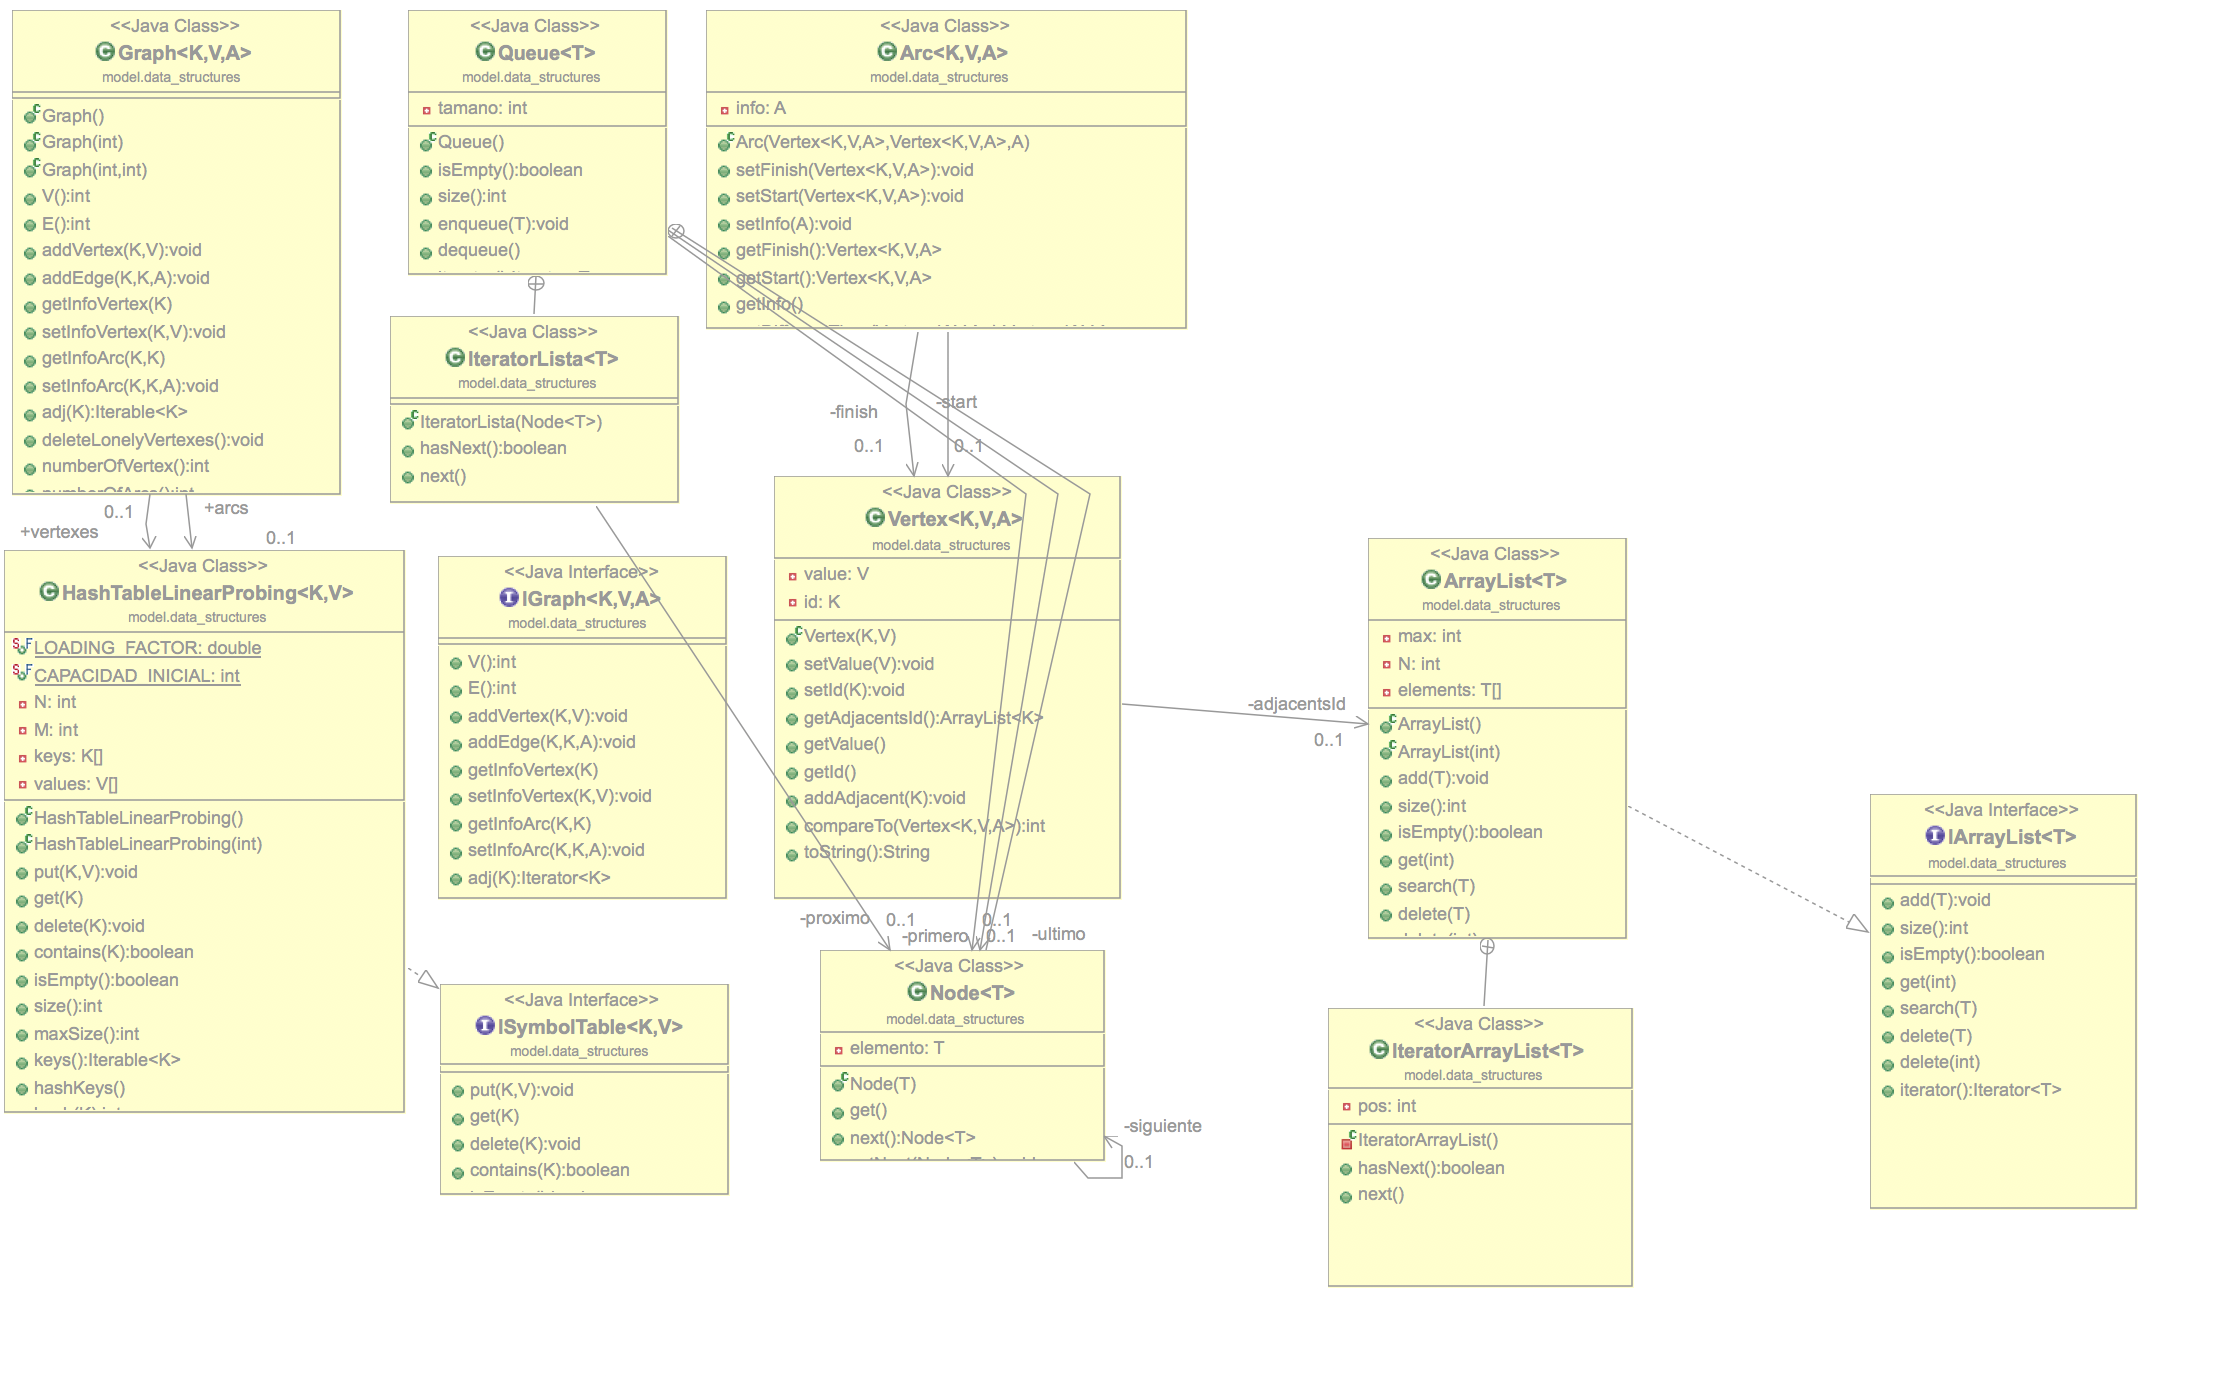 <<Java Class>>
Graph<K,V,A>
model.data_structures
Graph()
Graph(int)
Graph(int,int)
V():int
E():int
addVertex(K,V):void
addEdge(K,K,A):void
getInfoVertex(K)
setInfoVertex(K,V):void
getInfoArc(K,K)
setInfoArc(K,K,A):void
adj(K):Iterable<K>
deleteLonelyVertexes():void
numberOfVertex():int
<<Java Class>>
Queue<T>
model.data_structures
tamano: int
Queue()
isEmpty():boolean
size():int
enqueue(T):void
dequeue()
<<Java Class>>
Arc<K,V,A>
model.data_structures
info: A
Arc(Vertex<K,V,A>,Vertex<K,V,A>,A)
setFinish(Vertex<K,V,A>):void
setStart(Vertex<K,V,A>):void
setInfo(A):void
getFinish():Vertex<K,V,A>
getStart():Vertex<K,V,A>
getInfo()
<<Java Class>>
IteratorLista<T>
model.data_structures
IteratorLista(Node<T>)
hasNext():boolean
next()
-finish
0..1
-start
0..1
0..1
+vertexes
+arcs
0..1
<<Java Class>>
HashTableLinearProbing<K,V>
model.data_structures
LOADING_FACTOR: double
CAPACIDAD_INICIAL: int
N: int
M: int
keys: K[]
values: V[]
HashTableLinearProbing()
HashTableLinearProbing(int)
put(K,V):void
get(K)
delete(K):void
contains(K):boolean
isEmpty():boolean
size():int
maxSize():int
keys():Iterable<K>
hashKeys()
<<Java Interface>>
IGraph<K,V,A>
model.data_structures
V():int
E():int
addVertex(K,V):void
addEdge(K,K,A):void
getInfoVertex(K)
setInfoVertex(K,V):void
getInfoArc(K,K)
setInfoArc(K,K,A):void
adj(K):Iterator<K>
<<Java Class>>
Vertex<K,V,A>
model.data_structures
value: V
id: K
Vertex(K,V)
setValue(V):void
setId(K):void
getAdjacentsId():ArrayList<K>
getValue()
getId()
addAdjacent(K):void
compareTo(Vertex<K,V,A>):int
toString():String
-adjacentsId
0..1
<<Java Class>>
ArrayList<T>
model.data_structures
max: int
N: int
elements: T[]
ArrayList()
ArrayList(int)
add(T):void
size():int
isEmpty():boolean
get(int)
search(T)
delete(T)
<<Java Interface>>
IArrayList<T>
model.data_structures
add(T):void
size():int
isEmpty():boolean
get(int)
search(T)
delete(T)
delete(int)
iterator():Iterator<T>
<<Java Interface>>
ISymbolTable<K,V>
model.data_structures
put(K,V):void
get(K)
delete(K):void
contains(K):boolean
-proximo
0..1
-primero
0..1
0..1
-ultimo
<<Java Class>>
Node<T>
model.data_structures
elemento: T
Node(T)
get()
next():Node<T>
-siguiente
0..1
<<Java Class>>
IteratorArrayList<T>
model.data_structures
pos: int
IteratorArrayList()
hasNext():boolean
next()